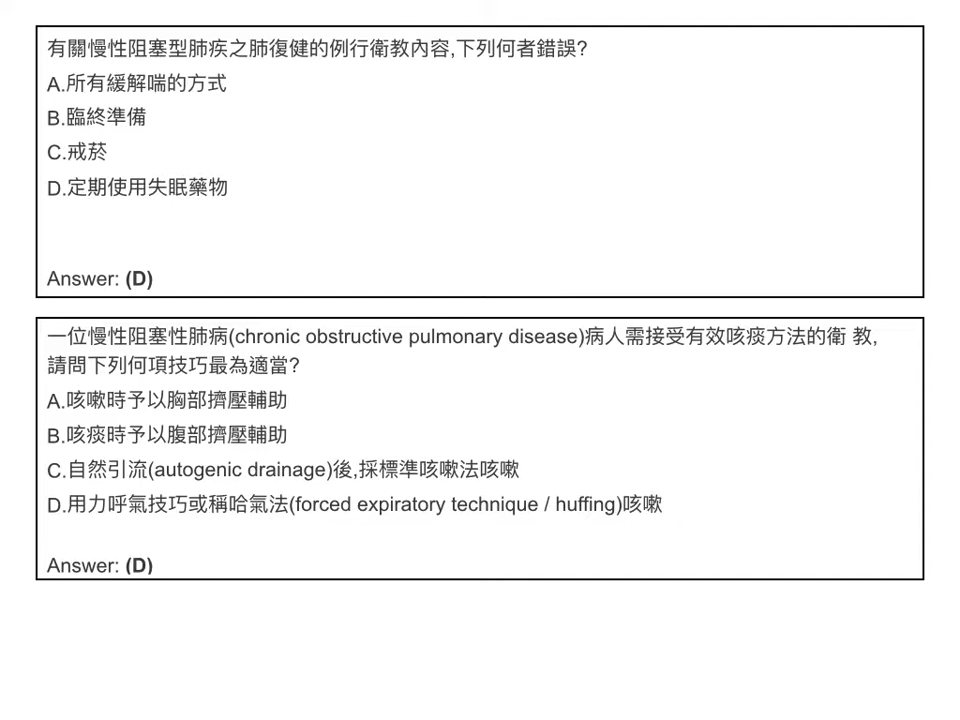 有關慢性阻塞型肺疾之肺復健的例行衛教內容,下列何者錯誤?
A.所有緩解喘的方式
B.臨終準備
C.戒菸
D.定期使用失眠藥物
Answer: (D)
一位慢性阻塞性肺病(chronic obstructive pulmonary disease)病人需接受有效咳痰方法的衛 教,
請問下列何項技巧最為適當?
A.咳嗽時予以胸部擠壓輔助
B.咳痰時予以腹部擠壓輔助
C.自然引流(autogenic drainage)後,採標準咳嗽法咳嗽
D.用力呼氣技巧或稱哈氣法(forced expiratory technique / huffing)咳嗽
Answer: (D)